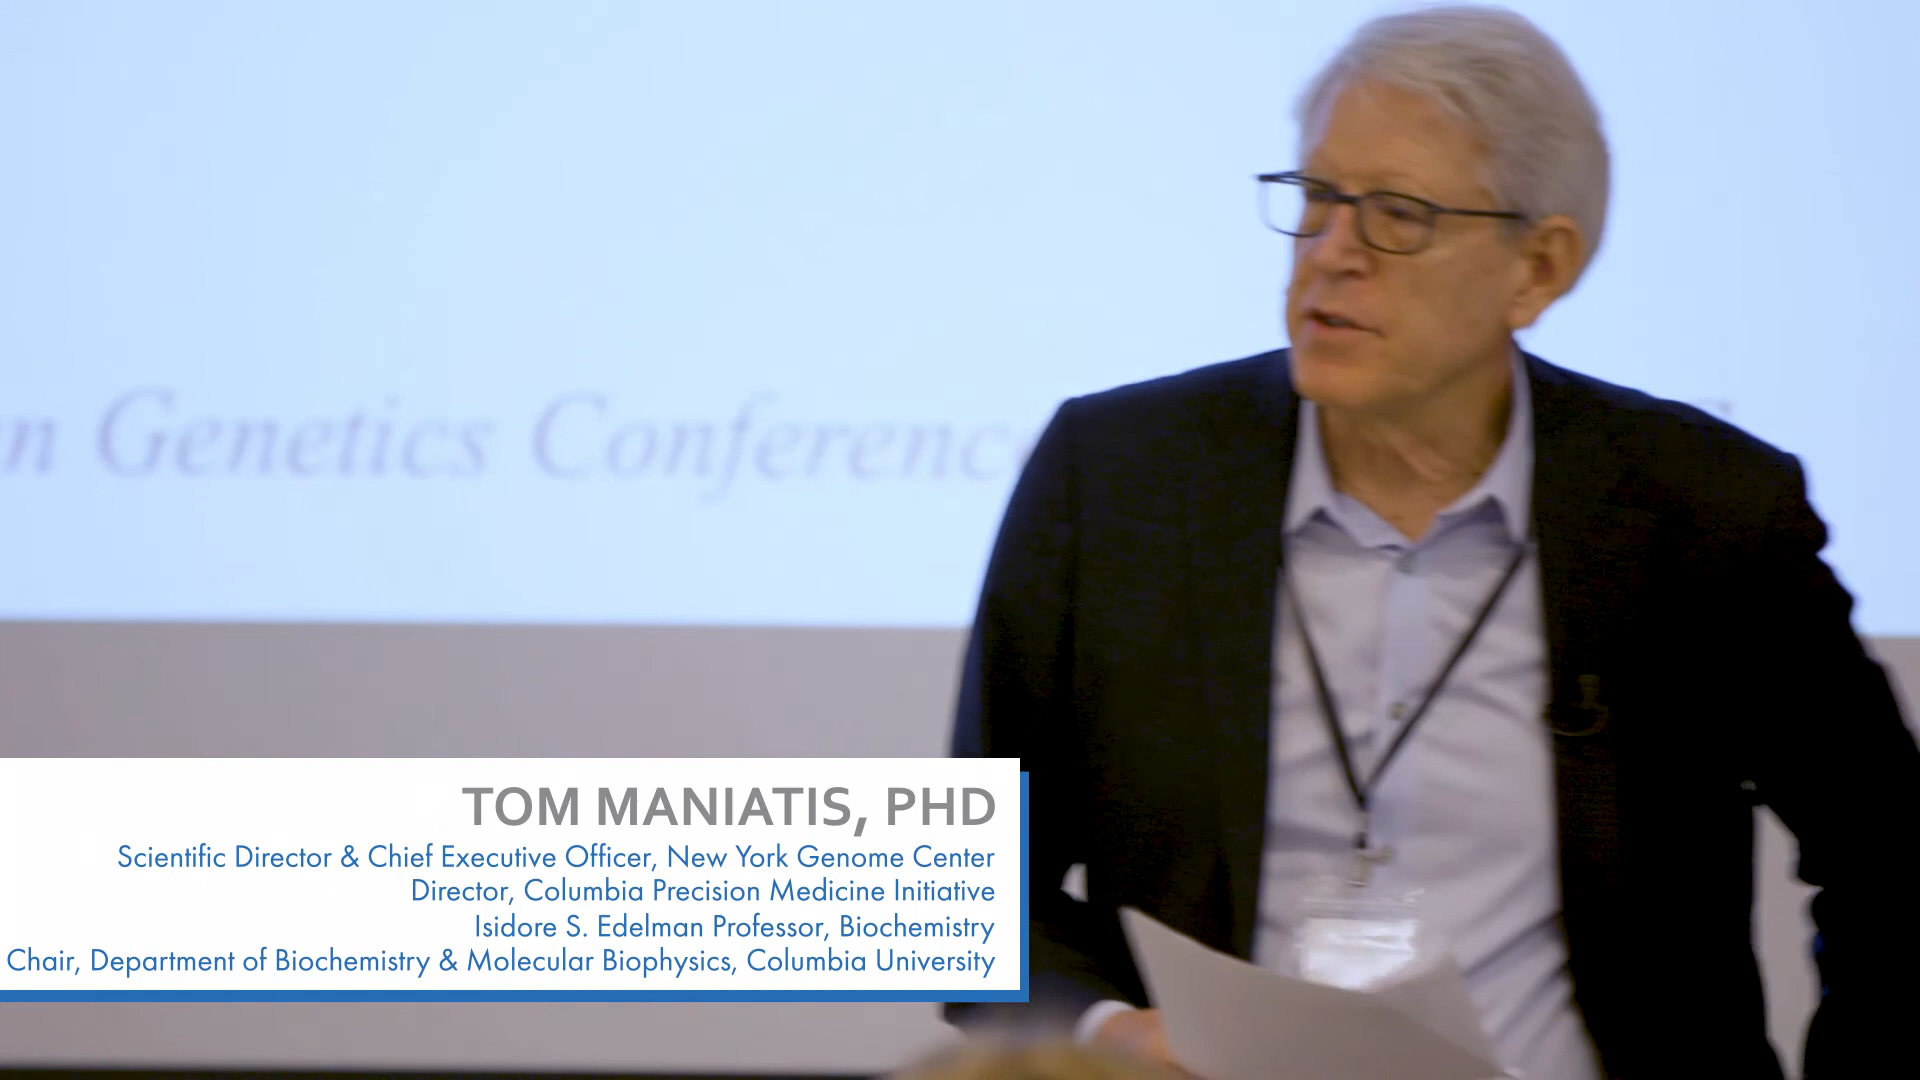 n Genetics Conferenc
TOM MANIATIS, PHD
Scientific Director & Chief Executive Officer, New York Genome Center
Director, Columbia Precision Medicine Initiative
Isidore S. Edelman Professor, Biochemistry
Chair, Department of Biochemistry & Molecular Biophysics, Columbia University